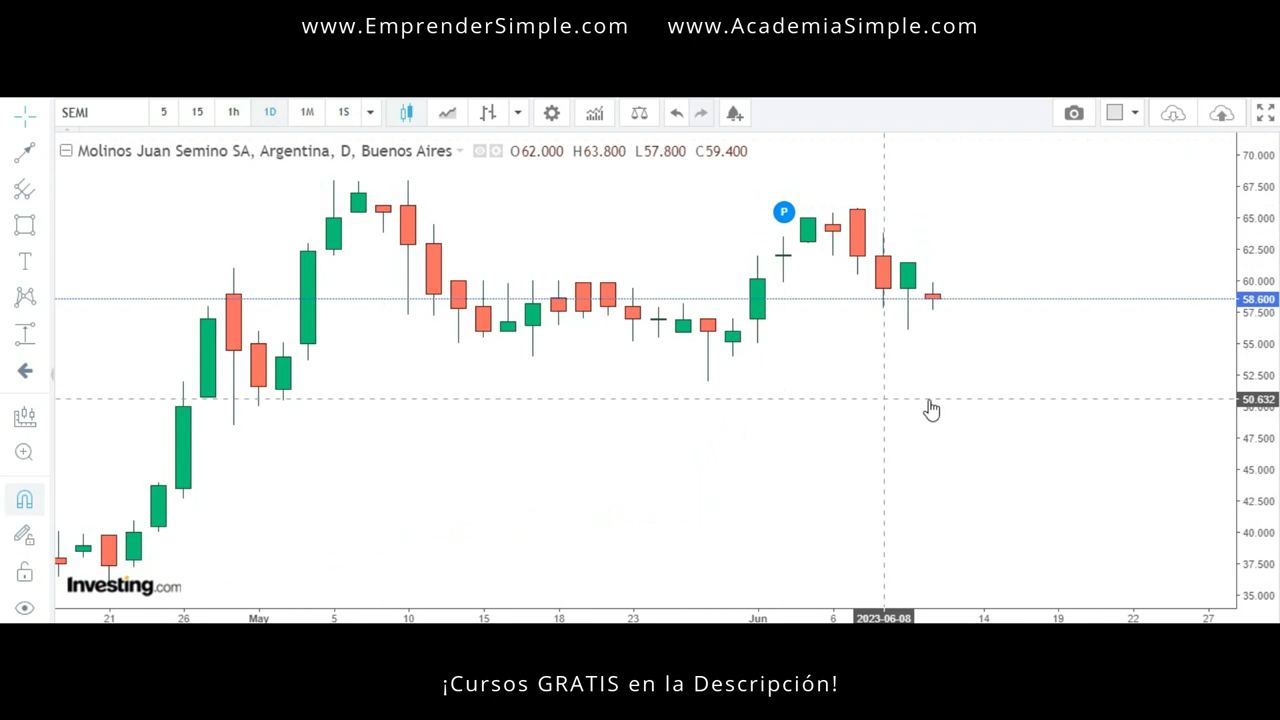 www.EmprenderSimple.com www.AcademiaSimple.com
SEMI 5 15 1h 1D 1M 1S
Molinos Juan Semino SA, Argentina, D, Buenos Aires O62.000 H63.800 L57.800 C59.400
70.000
67.500
P
65.000
62.500
60.000
58.600
57.500
55.000
52.500
50.632
50.000
47.500
45.000
T
42.500
40.000
37.500
Investing.com
35.000
21 26 May 5 10 15 18 23 Jun 6 2023-06-08 14 19 22 27
¡Cursos GRATIS en la Descripción!